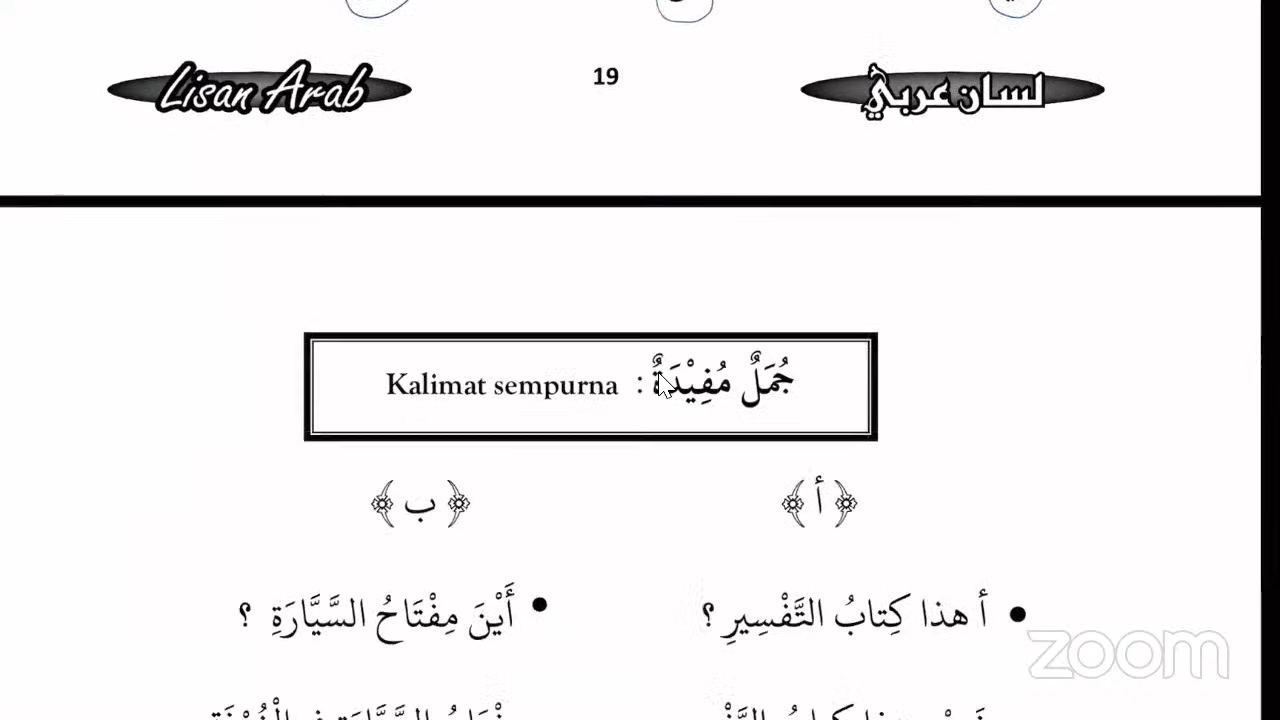 Lisan Arab 19 لسان عربي
جُمَلٌ مُفِيْدَةٌ : Kalimat sempurna
﴿ أ ﴾ ﴿ ب ﴾
• أ هذا كِتابُ التَّفْسِيرِ ؟ • أَيْنَ مِفْتَاحُ السَّيَّارَةِ ؟
zoom